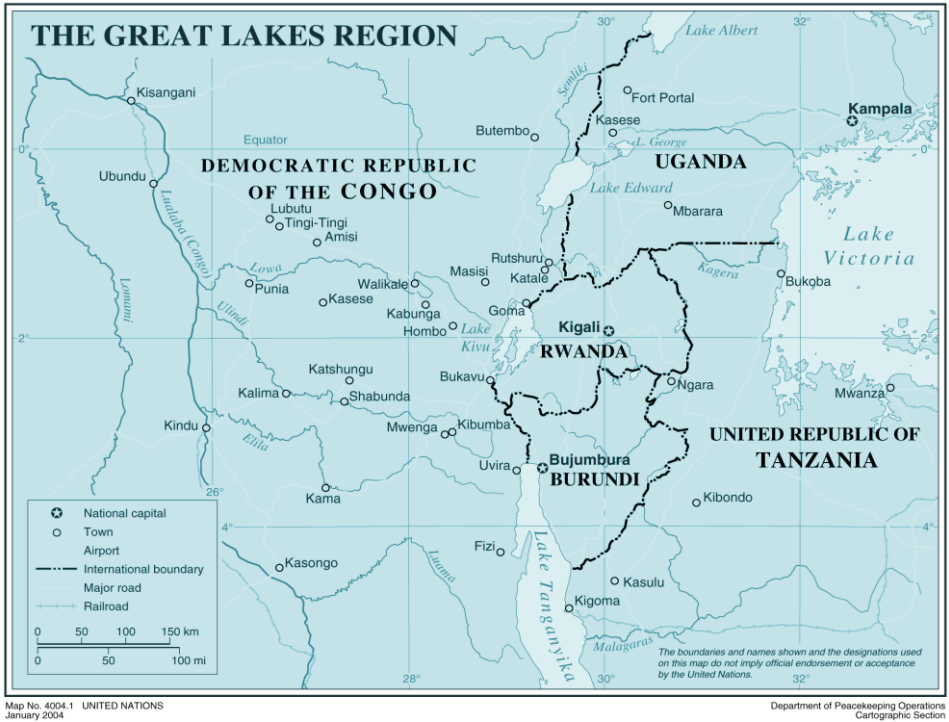 THE GREAT LAKES REGION
30°
32°
Lake Albert
Semliki
Kisangani
Fort Portal
Kampala
Kasese
Butembo
Equator
L. George
0°
0°
DEMOCRATIC REPUBLIC
OF THE CONGO
UGANDA
Ubundu
Lake Edward
Lualaba (Congo)
Lubutu
Tingi-Tingi
Mbarara
Amisi
Lake
Victoria
Rutshuru
Lowa
Masisi
Katale
Kagera
Punia
Walikale
Bukoba
Lomami
Kasese
Kabunga
Goma
Ulindi
Hombo
Lake
Kivu
Kigali
2°
2°
RWANDA
Katshungu
Bukavu
Ngara
Kalima
Shabunda
Mwanza
Kindu
Mwenga
Kibumba
UNITED REPUBLIC OF
TANZANIA
Elila
Uvira
Bujumbura
BURUNDI
26°
Kama
Kibondo
National capital
Town
Airport
International boundary
Major road
Railroad
0 50 100 150 km
0 50 100 mi
4°
4°
Fizi
Lake Tanganyika
Kasongo
Luama
Kasulu
Kigoma
Malagaras
The boundaries and names shown and the designations used
on this map do not imply official endorsement or acceptance
by the United Nations.
28°
30°
32°
Map No. 4004.1 UNITED NATIONS
January 2004
Department of Peacekeeping Operations
Cartographic Section